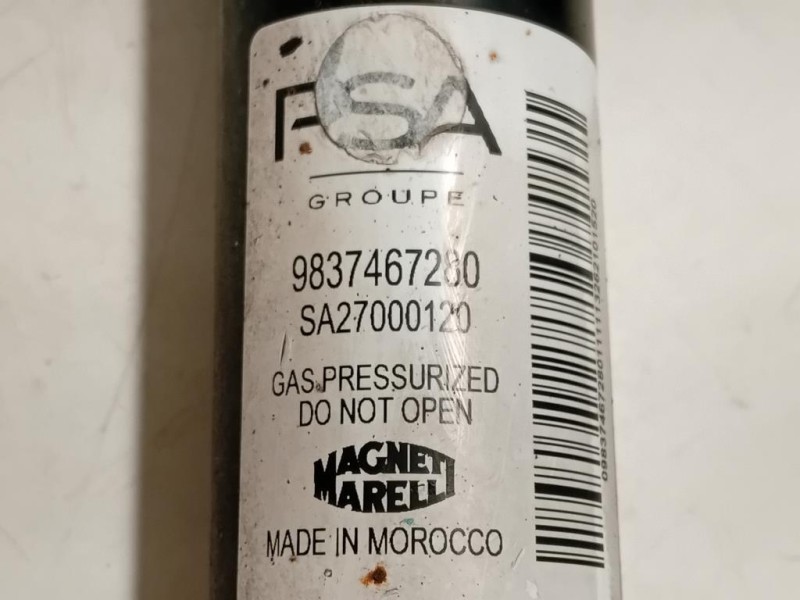 PSA
GROUPE
9837467280
SA27000120
GAS PRESSURIZED
DO NOT OPEN
MAGNETI
MARELLI
MADE IN MOROCCO